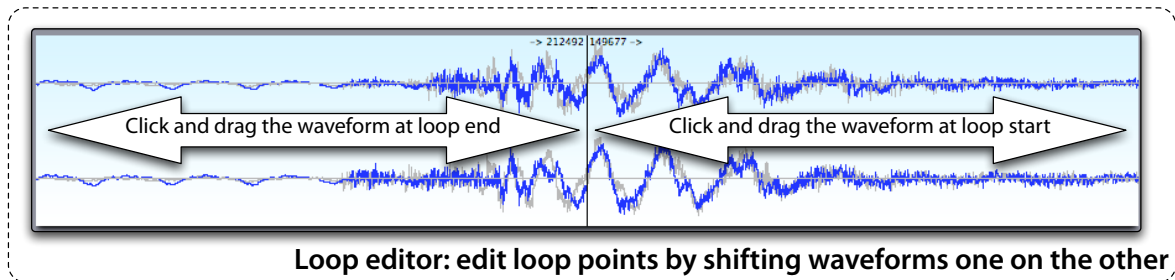 -> 212492 149677 ->
Click and drag the waveform at loop end
Click and drag the waveform at loop start
Loop editor: edit loop points by shifting waveforms one on the other